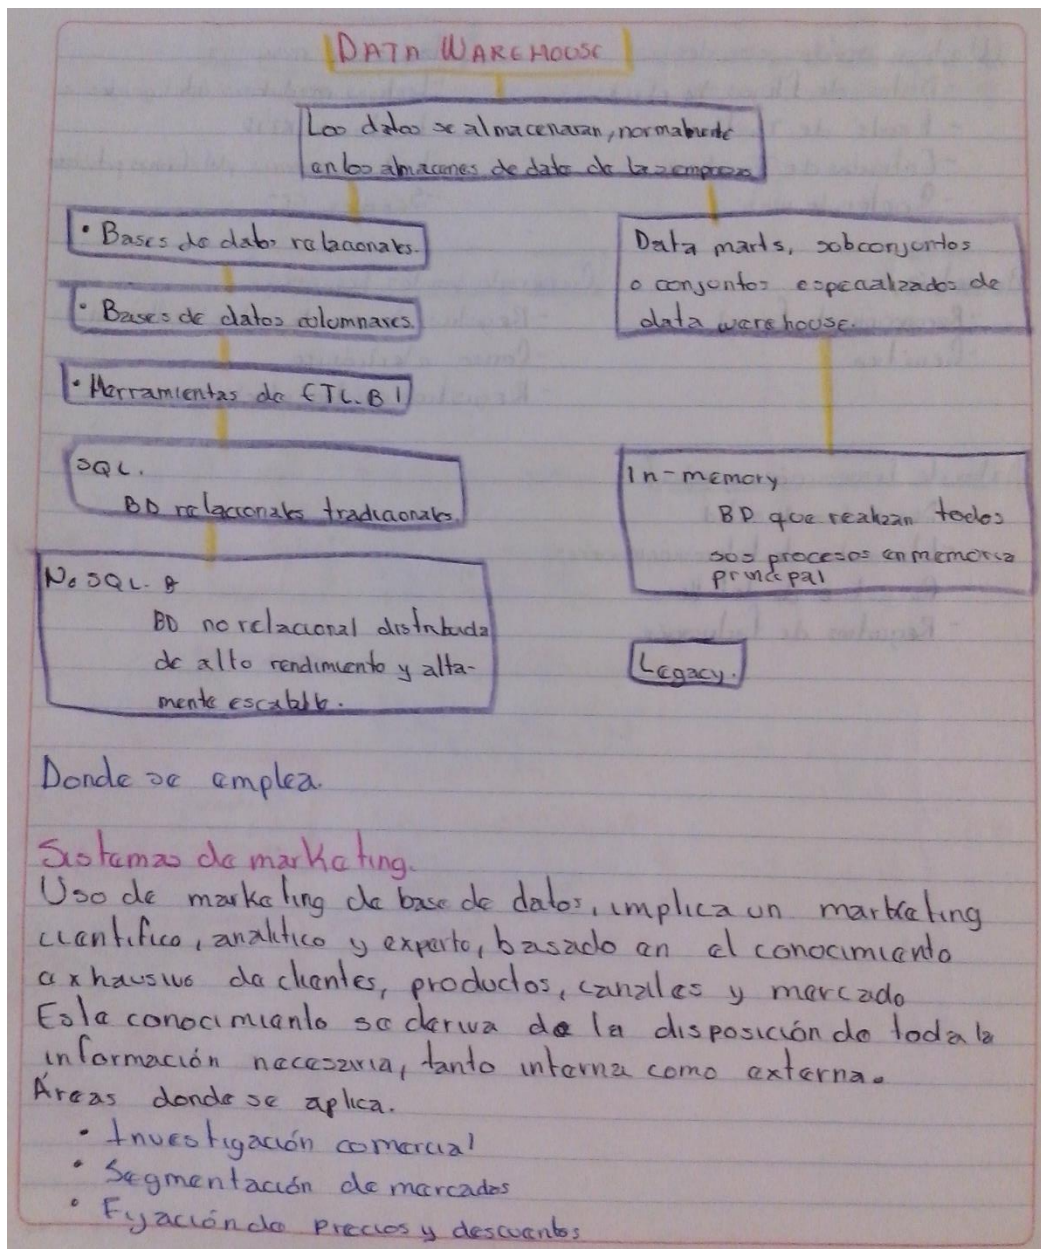 DATA WAREHOUSE
Los datos se almacenaran, normalmente
en los almacenes de datos de las empresas
• Bases de datos relacionales.
• Bases de datos columnares.
• Herramientas de ETL. BI
SQL.
BD relacionales tradicionales.
No SQL.
BD no relacional distribuida
de alto rendimiento y alta-
mente escalable.
Data marts, subconjuntos
o conjuntos especializados de
data warehouse.
In-memory
BD que realizan todos
sus procesos en memoria
principal
Legacy.
Donde se emplea.
Sistemas de marketing.
Uso de marketing de base de datos, implica un marketing
cientifico, analitico y experto, basado en el conocimiento
exhausivo de clientes, productos, canales y mercado
Este conocimiento se deriva de la disposición de toda la
información necesaria, tanto interna como externa.
Áreas donde se aplica.
• Investigación comercial
• Segmentación de mercados
• Fijación de precios y descuentos